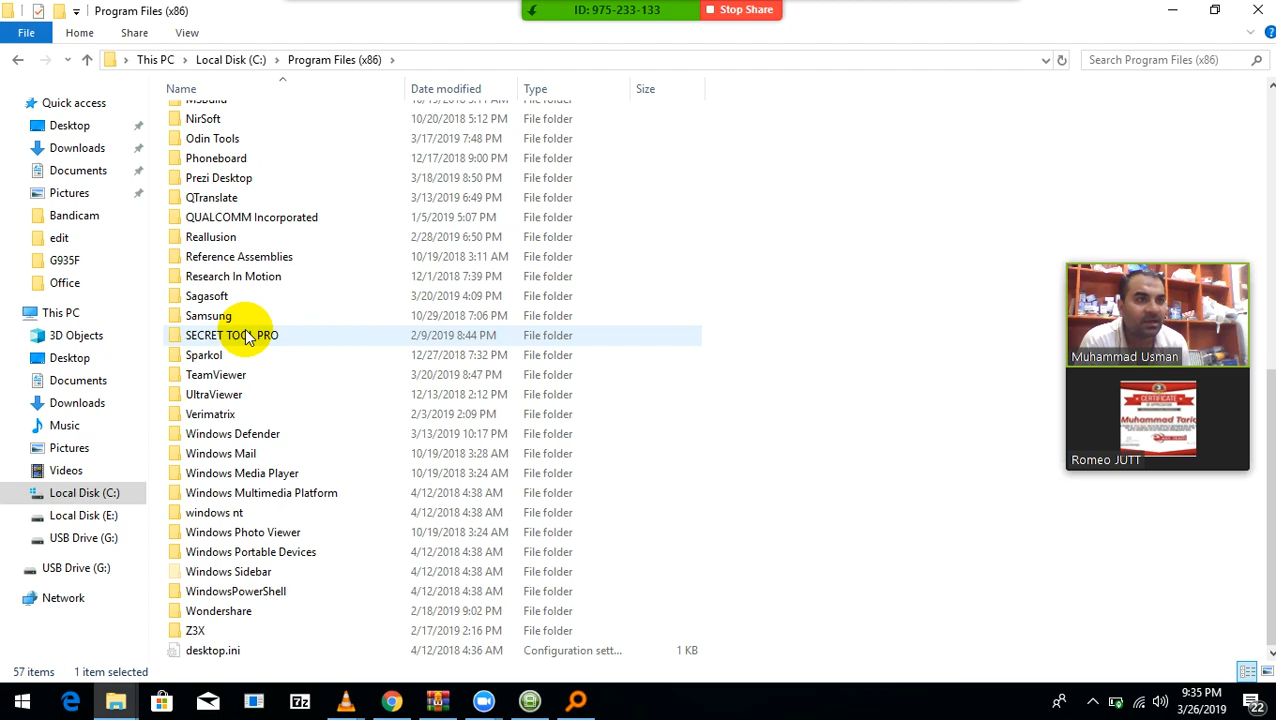 Program Files (x86)
ID: 975-233-133
Stop Share
File
Home
Share
View
This PC
Local Disk (C:)
Program Files (x86)
Search Program Files (x86)
Name
Date modified
Type
Size
Quick access
Desktop
Downloads
Documents
Pictures
Bandicam
edit
G935F
Office
This PC
3D Objects
Desktop
Documents
Downloads
Music
Pictures
Videos
Local Disk (C:)
Local Disk (E:)
USB Drive (G:)
USB Drive (G:)
Network
MSBuild 10/19/2018 3:11 AM File folder
NirSoft 10/20/2018 5:12 PM File folder
Odin Tools 3/17/2019 7:48 PM File folder
Phoneboard 12/17/2018 9:00 PM File folder
Prezi Desktop 3/18/2019 8:50 PM File folder
QTranslate 3/13/2019 6:49 PM File folder
QUALCOMM Incorporated 1/5/2019 5:07 PM File folder
Reallusion 2/28/2019 6:50 PM File folder
Reference Assemblies 10/19/2018 3:11 AM File folder
Research In Motion 12/1/2018 7:39 PM File folder
Sagasoft 3/20/2019 4:09 PM File folder
Samsung 10/29/2018 7:06 PM File folder
SECRET TOOL PRO 2/9/2019 8:44 PM File folder
Sparkol 12/27/2018 7:32 PM File folder
TeamViewer 3/20/2019 8:47 PM File folder
UltraViewer 12/13/2018 2:12 PM File folder
Verimatrix 2/3/2019 2:09 PM File folder
Windows Defender 3/13/2019 10:17 PM File folder
Windows Mail 10/19/2018 3:28 AM File folder
Windows Media Player 10/19/2018 3:24 AM File folder
Windows Multimedia Platform 4/12/2018 4:38 AM File folder
windows nt 4/12/2018 4:38 AM File folder
Windows Photo Viewer 10/19/2018 3:24 AM File folder
Windows Portable Devices 4/12/2018 4:38 AM File folder
Windows Sidebar 4/12/2018 4:38 AM File folder
WindowsPowerShell 4/12/2018 4:38 AM File folder
Wondershare 2/18/2019 9:02 PM File folder
Z3X 2/17/2019 2:16 PM File folder
desktop.ini 4/12/2018 4:36 AM Configuration sett... 1 KB
Muhammad Usman
CERTIFICATE
OF APPRECIATION
Muhammad Tariq
Romeo JUTT
57 items
1 item selected
7z
9:35 PM
3/26/2019
22